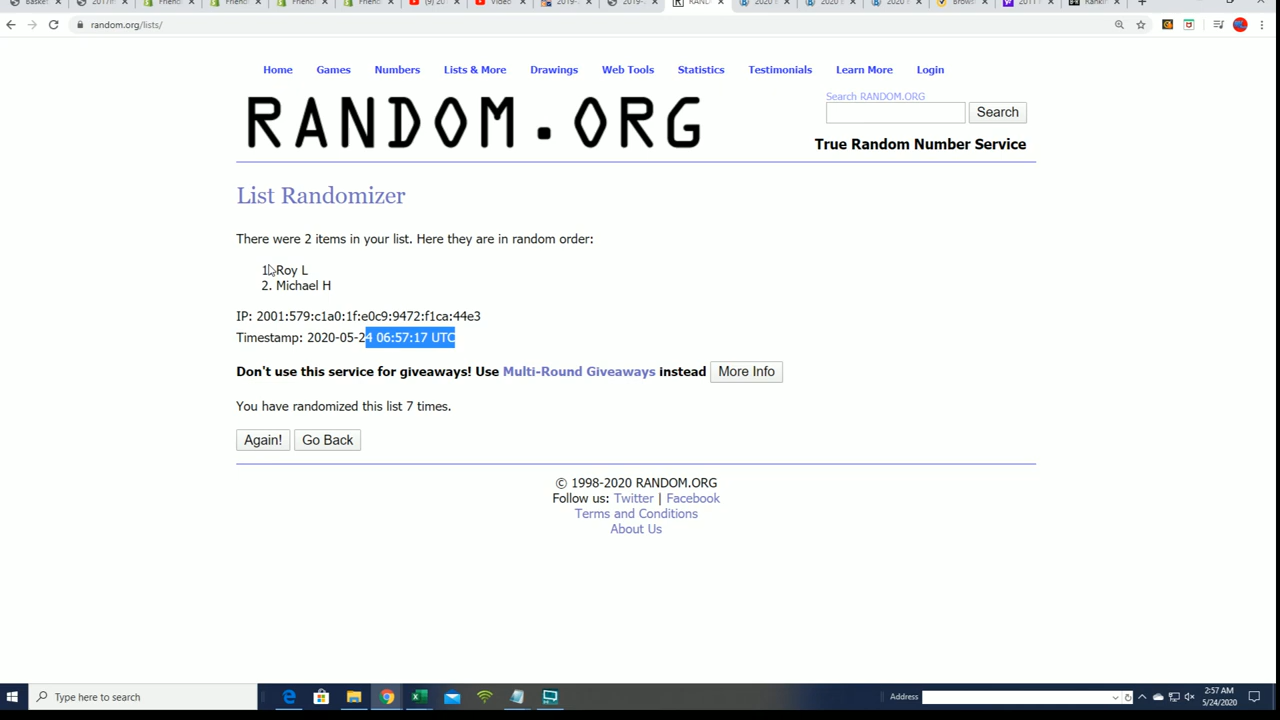 random.org/lists/
Home Games Numbers Lists & More Drawings Web Tools Statistics Testimonials Learn More Login
RANDOM.ORG
Search RANDOM.ORG
Search
True Random Number Service
List Randomizer
There were 2 items in your list. Here they are in random order:
1. Roy L
2. Michael H
IP: 2001:579:c1a0:1f:e0c9:9472:f1ca:44e3
Timestamp: 2020-05-24 06:57:17 UTC
Don't use this service for giveaways! Use Multi-Round Giveaways instead More Info
You have randomized this list 7 times.
Again! Go Back
© 1998-2020 RANDOM.ORG
Follow us: Twitter | Facebook
Terms and Conditions
About Us
Type here to search
Address
2:57 AM
5/24/2020